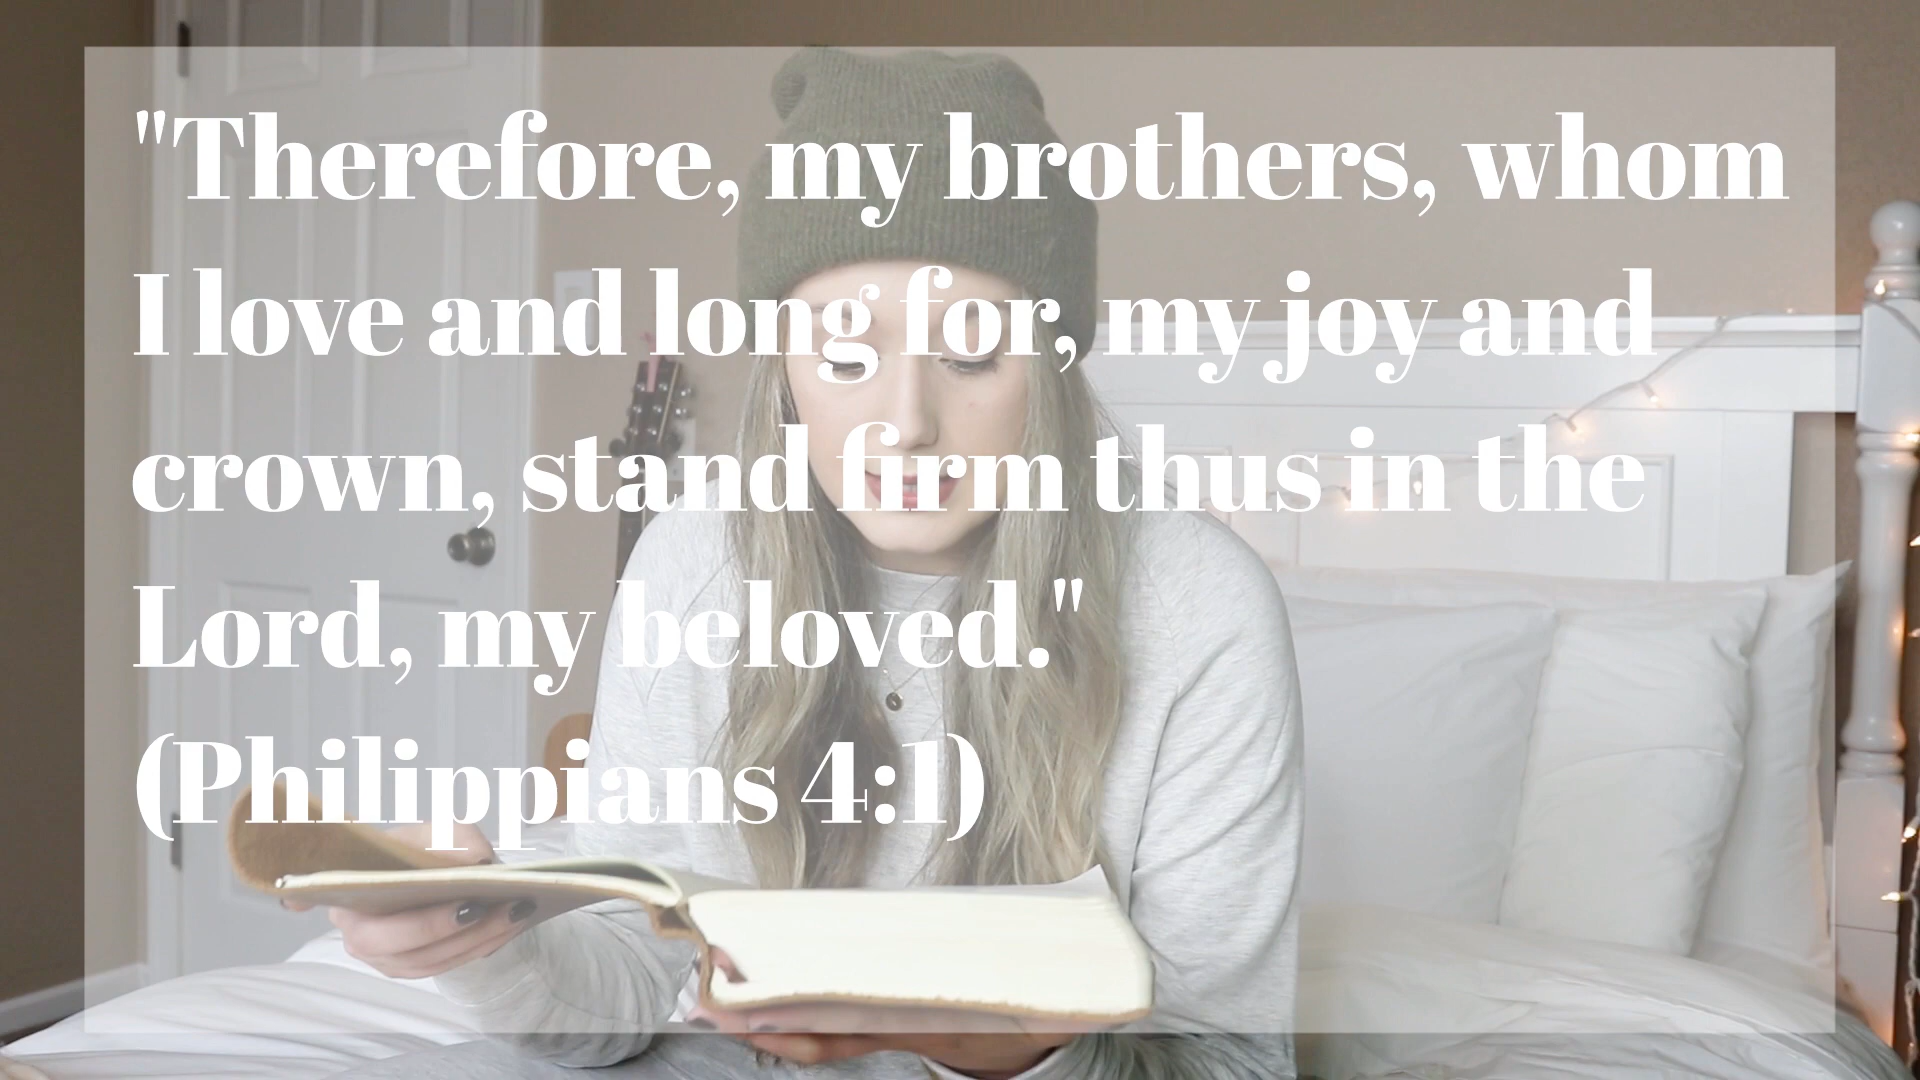 "Therefore, my brothers, whom
I love and long for, my joy and
crown, stand firm thus in the
Lord, my beloved."
(Philippians 4:1)